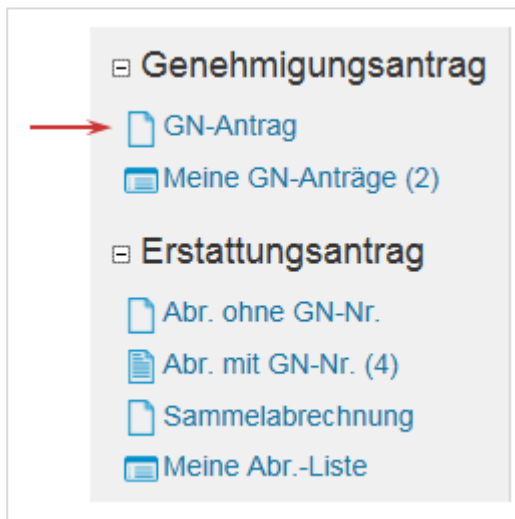 Genehmigungsantrag
GN-Antrag
Meine GN-Anträge (2)
Erstattungsantrag
Abr. ohne GN-Nr.
Abr. mit GN-Nr. (4)
Sammelabrechnung
Meine Abr.-Liste